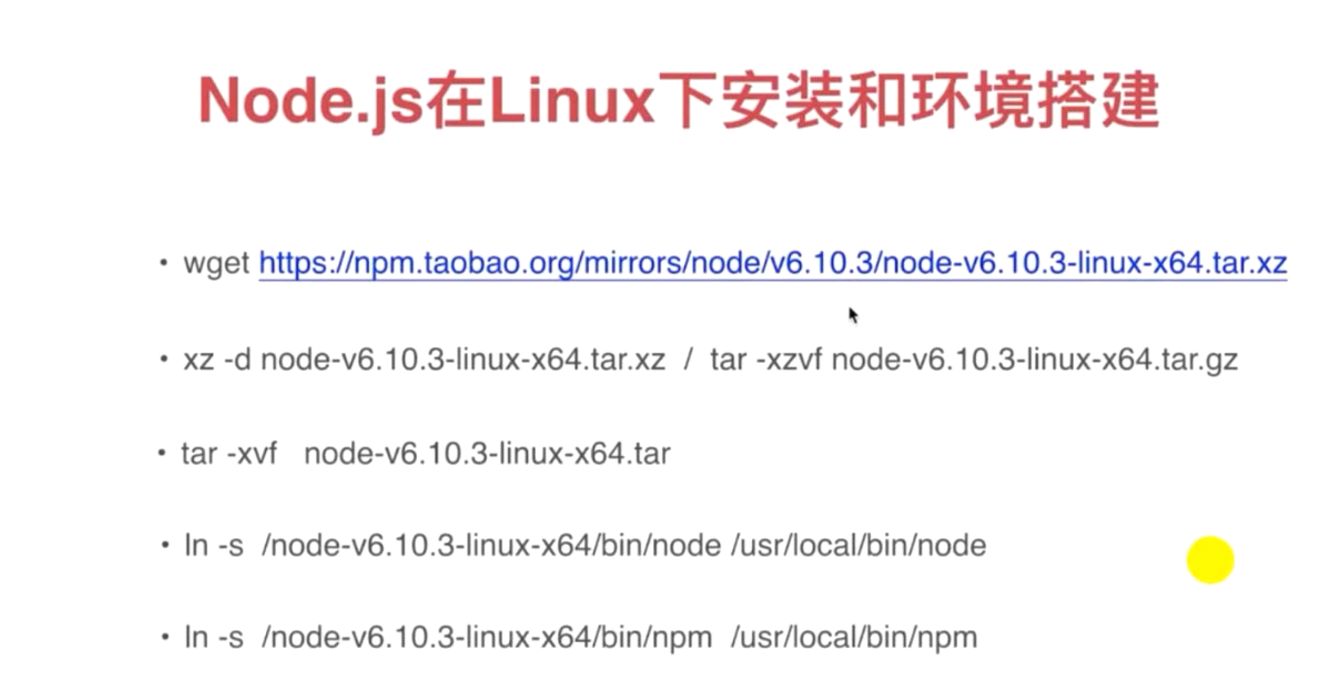 Node.js在Linux下安装和环境搭建
• wget https://npm.taobao.org/mirrors/node/v6.10.3/node-v6.10.3-linux-x64.tar.xz
• xz -d node-v6.10.3-linux-x64.tar.xz / tar -xzvf node-v6.10.3-linux-x64.tar.gz
• tar -xvf node-v6.10.3-linux-x64.tar
• ln -s /node-v6.10.3-linux-x64/bin/node /usr/local/bin/node
• ln -s /node-v6.10.3-linux-x64/bin/npm /usr/local/bin/npm